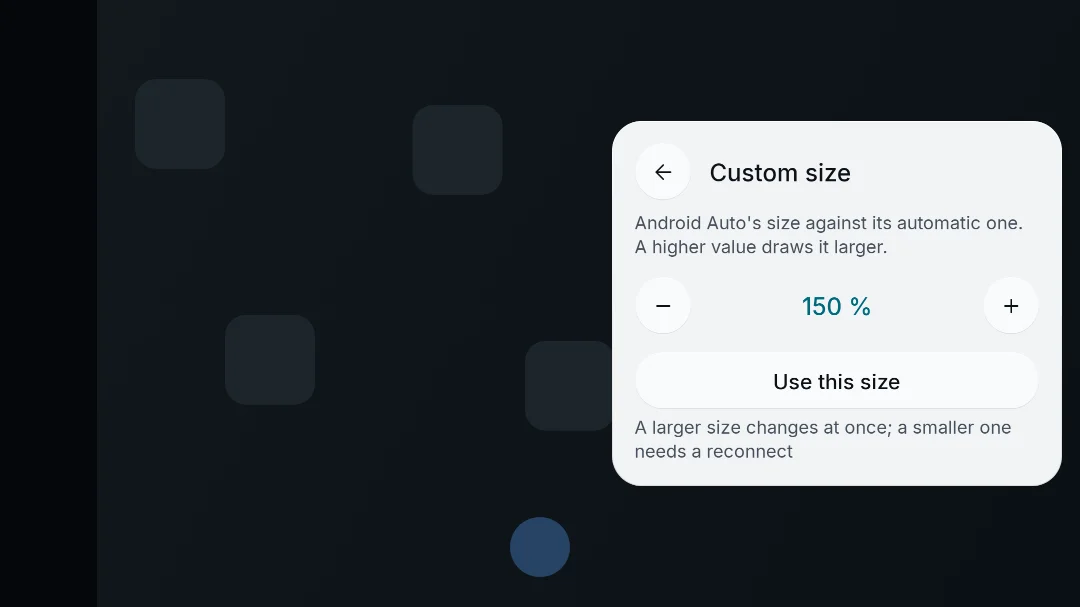 Custom size
Android Auto's size against its automatic one.
A higher value draws it larger.
150 %
Use this size
A larger size changes at once; a smaller one
needs a reconnect